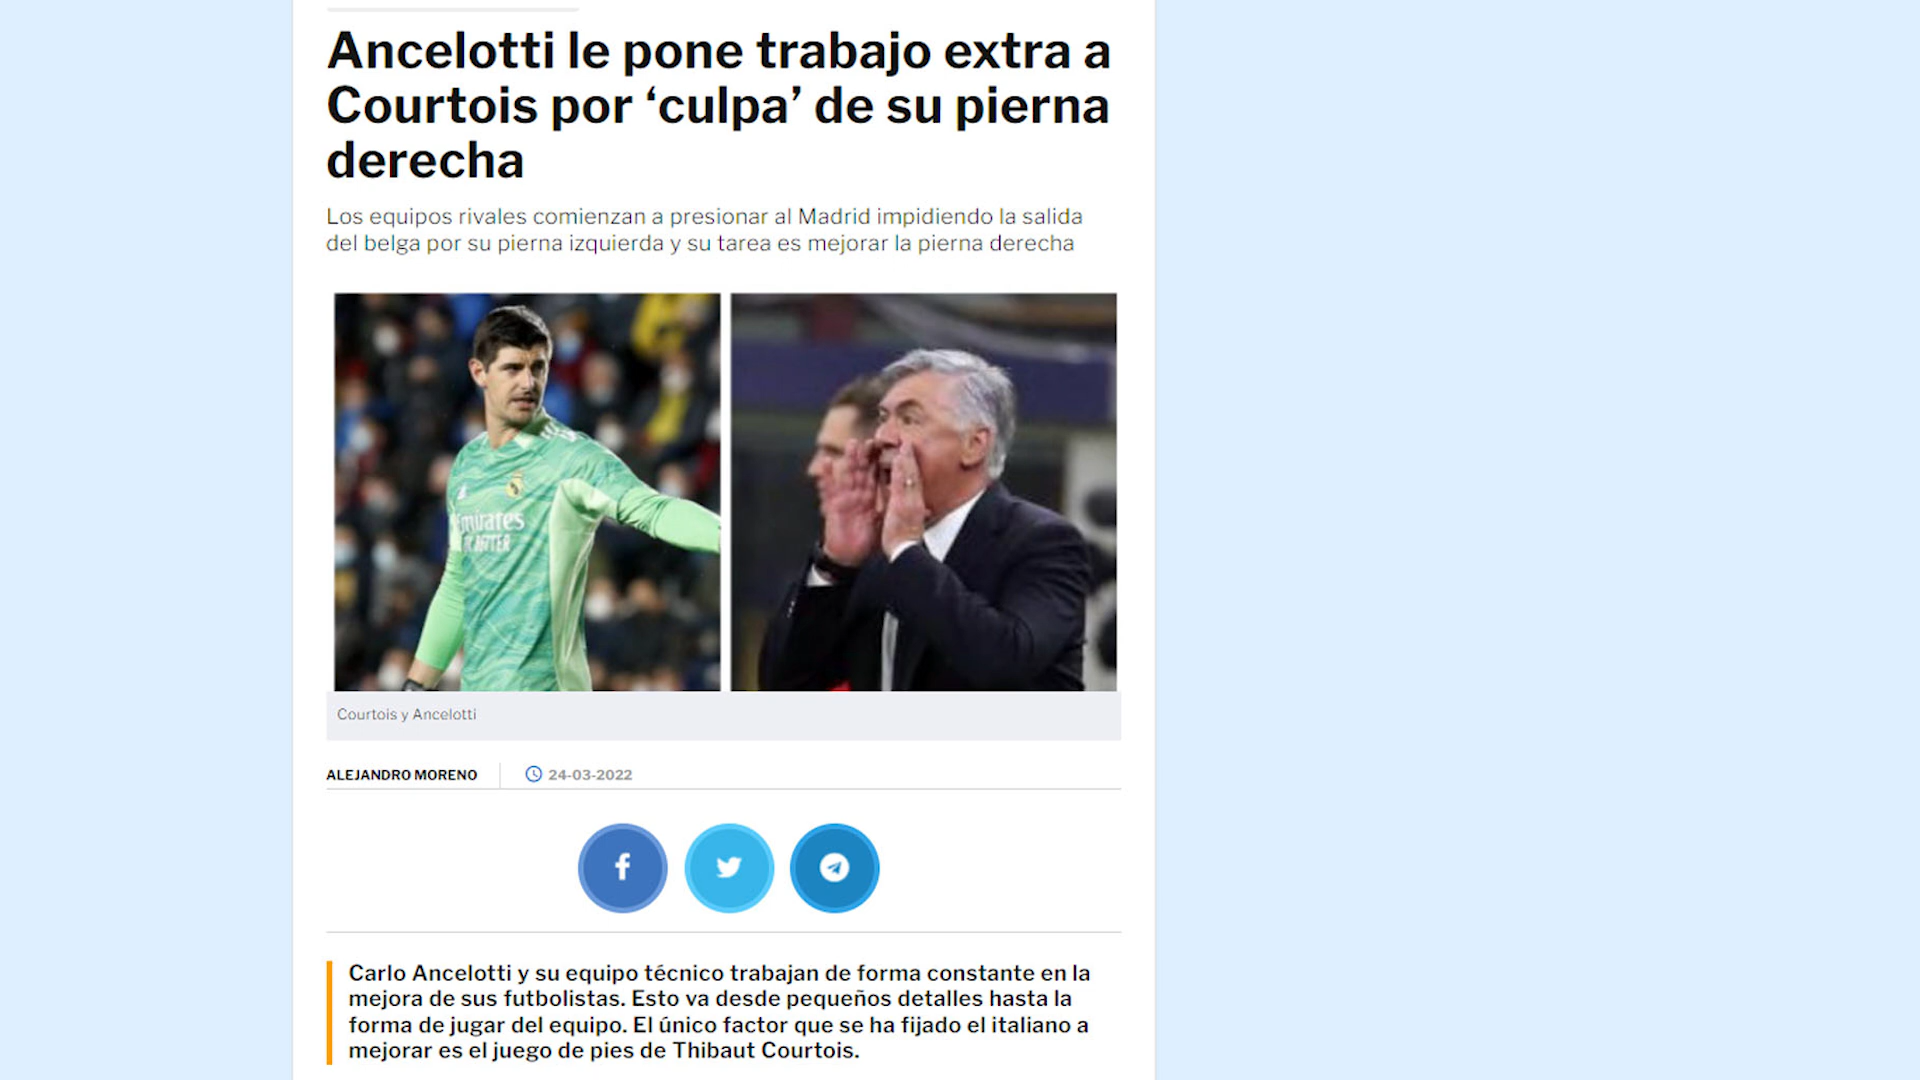 Ancelotti le pone trabajo extra a
Courtois por ‘culpa’ de su pierna
derecha
Los equipos rivales comienzan a presionar al Madrid impidiendo la salida
del belga por su pierna izquierda y su tarea es mejorar la pierna derecha
Emirates
Courtois y Ancelotti
ALEJANDRO MORENO
24-03-2022
Carlo Ancelotti y su equipo técnico trabajan de forma constante en la
mejora de sus futbolistas. Esto va desde pequeños detalles hasta la
forma de jugar del equipo. El único factor que se ha fijado el italiano a
mejorar es el juego de pies de Thibaut Courtois.